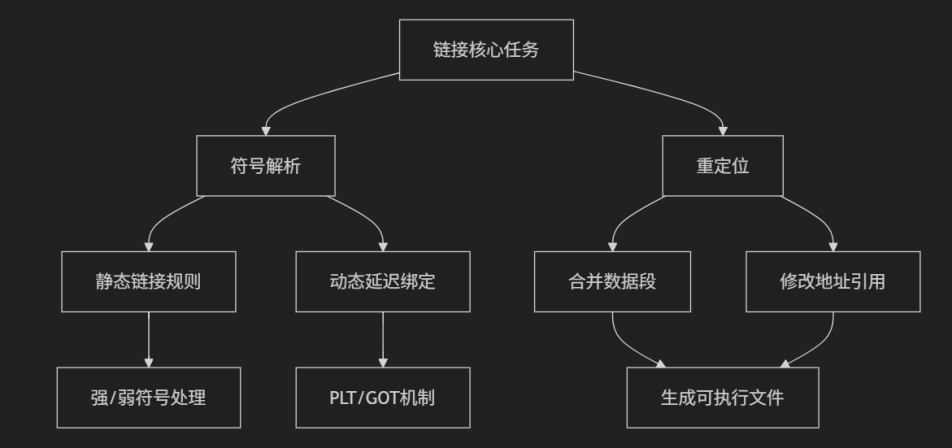 链接核心任务
符号解析
重定位
静态链接规则
动态延迟绑定
合并数据段
修改地址引用
强/弱符号处理
PLT/GOT机制
生成可执行文件